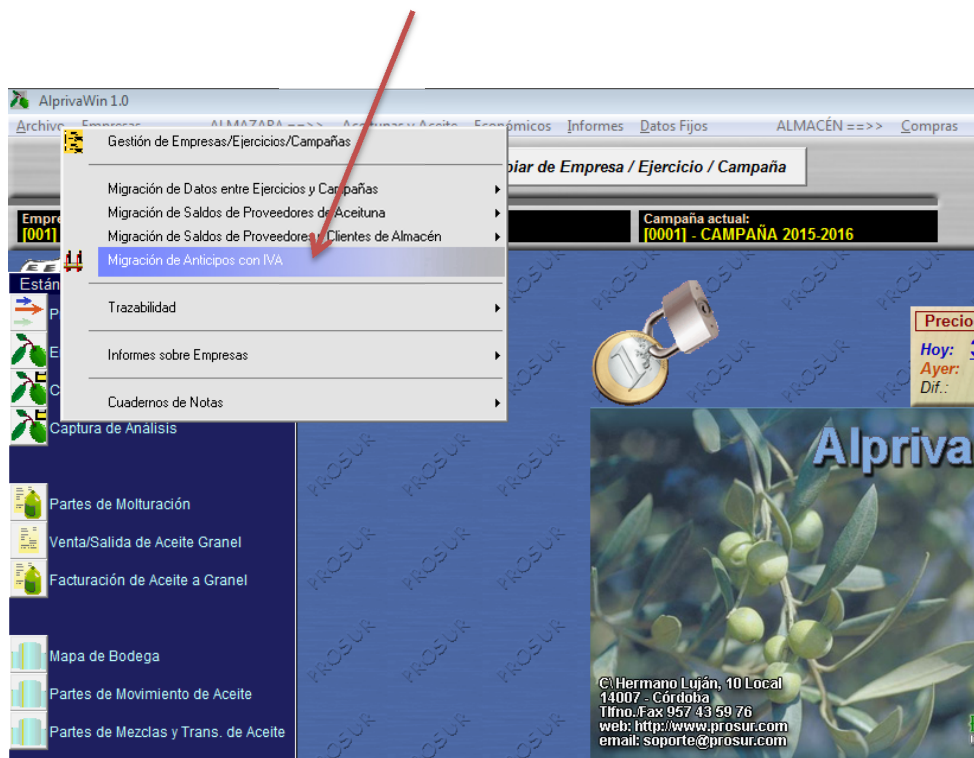 AlprivaWin 1.0
Archivo Empresas ALMAZARA ==>> Aceitunas y Aceite Económicos Informes Datos Fijos ALMACÉN ==>> Compras
Gestión de Empresas/Ejercicios/Campañas
Migración de Datos entre Ejercicios y Campañas
Migración de Saldos de Proveedores de Aceituna
Migración de Saldos de Proveedores y Clientes de Almacén
Migración de Anticipos con IVA
Trazabilidad
Informes sobre Empresas
Cuadernos de Notas
biar de Empresa / Ejercicio / Campaña
Empre
[001]
Campaña actual:
[0001] - CAMPAÑA 2015-2016
Están
Captura de Análisis
Partes de Molturación
Venta/Salida de Aceite Granel
Facturación de Aceite a Granel
Mapa de Bodega
Partes de Movimiento de Aceite
Partes de Mezclas y Trans. de Aceite
PROSUR
Precio
Hoy: 3
Ayer:
Dif.:
Alpriva
C\ Hermano Luján, 10 Local
14007 - Córdoba
Tlfno./Fax 957 43 59 76
web: http://www.prosur.com
email: soporte@prosur.com